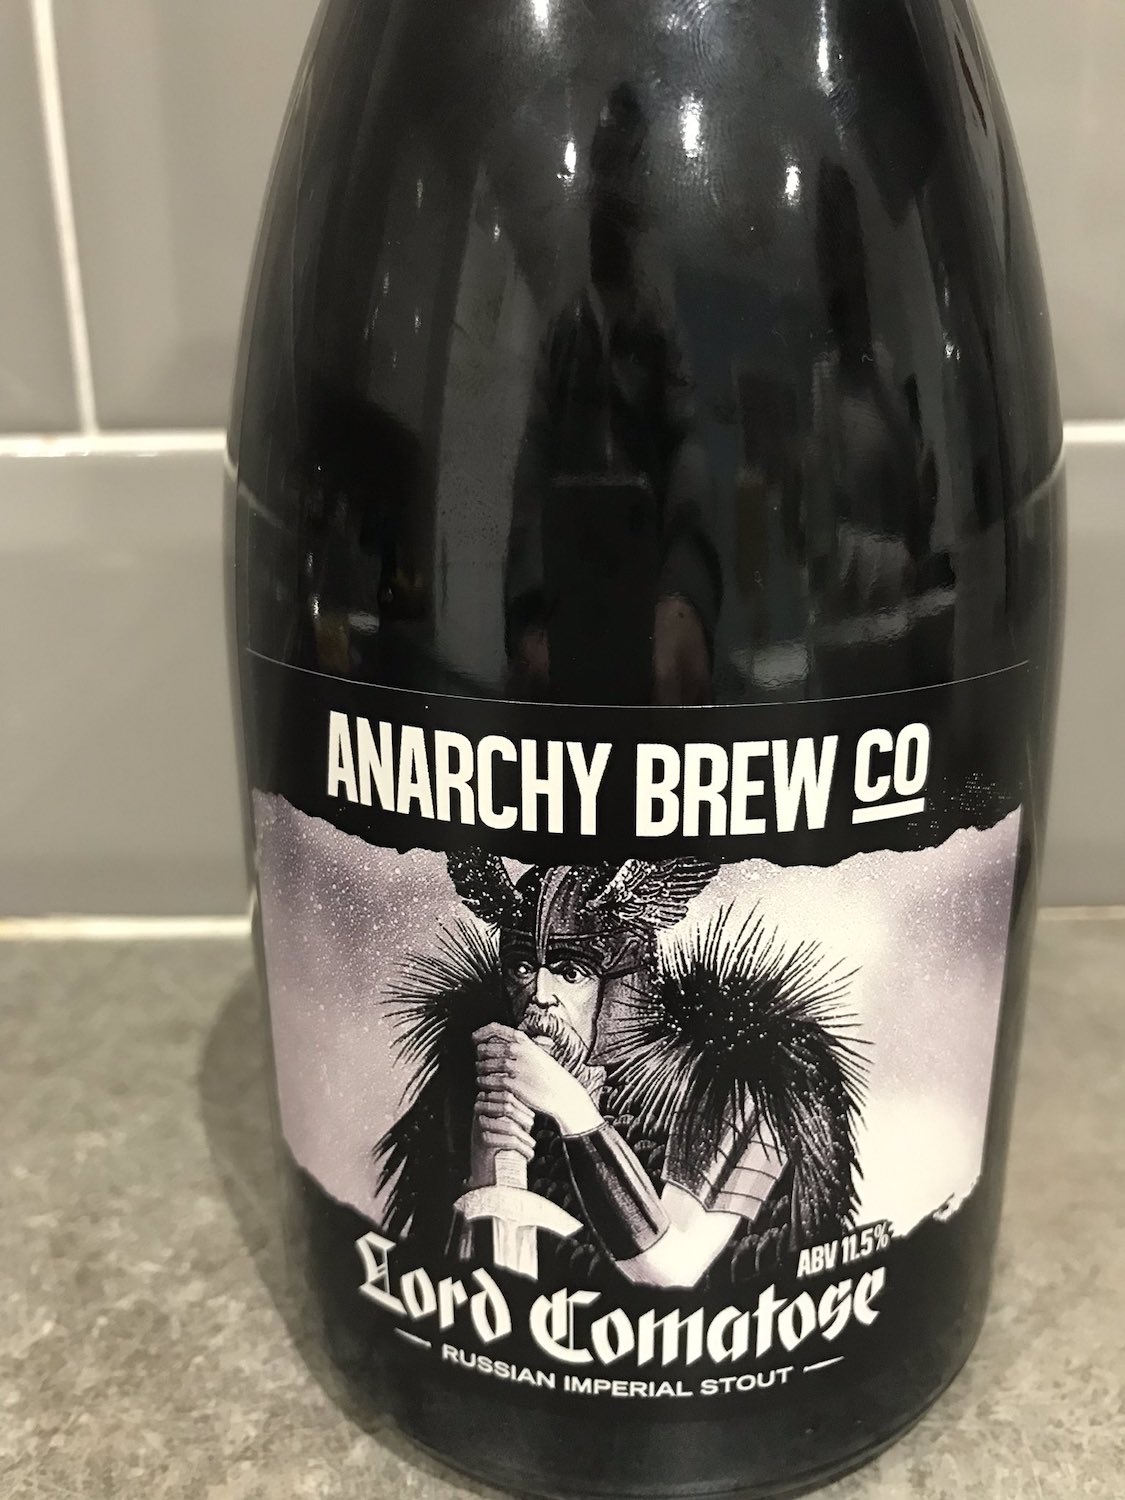 ANARCHY BREW CO
ABV 11.5%
Lord Comatose
RUSSIAN IMPERIAL STOUT